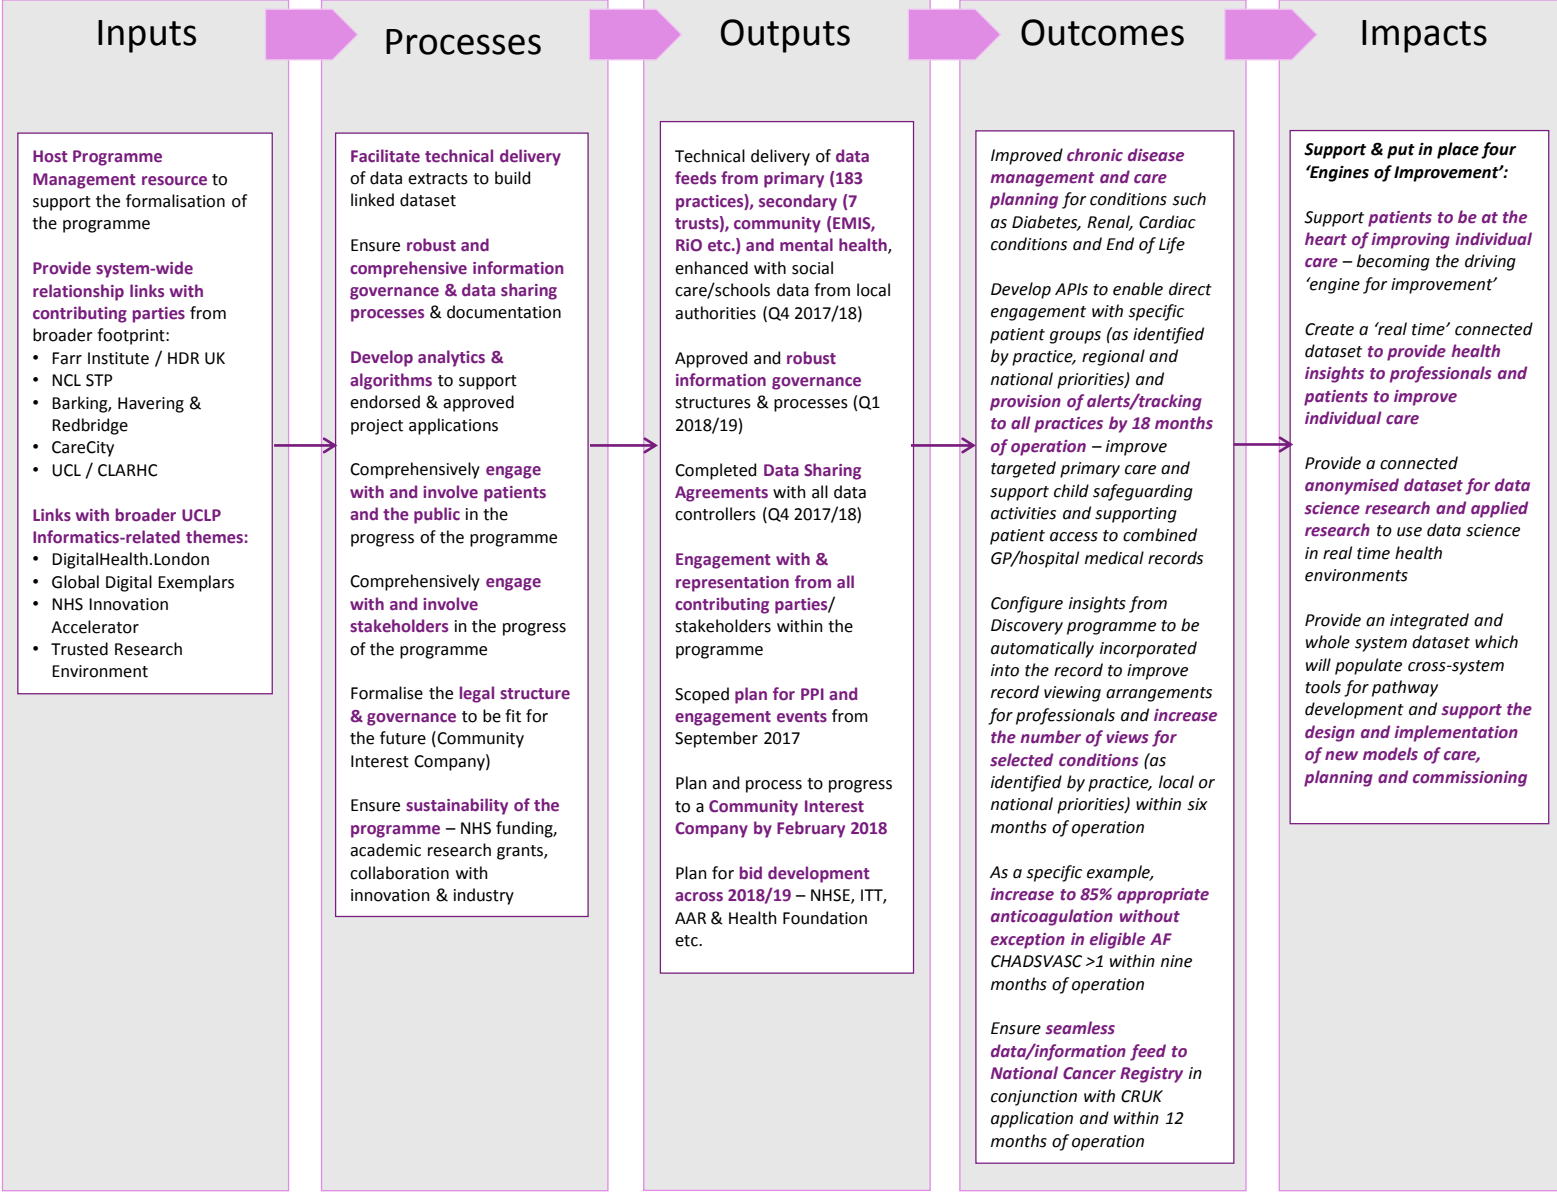 Inputs
Processes
Outputs
Outcomes
Impacts
Host Programme
Management resource to
support the formalisation of
the programme
Provide system-wide
relationship links with
contributing parties from
broader footprint:
• Farr Institute / HDR UK
• NCL STP
• Barking, Havering &
Redbridge
• CareCity
• UCL / CLARHC
Links with broader UCLP
Informatics-related themes:
• DigitalHealth.London
• Global Digital Exemplars
• NHS Innovation
Accelerator
• Trusted Research
Environment
Facilitate technical delivery
of data extracts to build
linked dataset
Ensure robust and
comprehensive information
governance & data sharing
processes & documentation
Develop analytics &
algorithms to support
endorsed & approved
project applications
Comprehensively engage
with and involve patients
and the public in the
progress of the programme
Comprehensively engage
with and involve
stakeholders in the progress
of the programme
Formalise the legal structure
& governance to be fit for
the future (Community
Interest Company)
Ensure sustainability of the
programme – NHS funding,
academic research grants,
collaboration with
innovation & industry
Technical delivery of data
feeds from primary (183
practices), secondary (7
trusts), community (EMIS,
RiO etc.) and mental health,
enhanced with social
care/schools data from local
authorities (Q4 2017/18)
Approved and robust
information governance
structures & processes (Q1
2018/19)
Completed Data Sharing
Agreements with all data
controllers (Q4 2017/18)
Engagement with &
representation from all
contributing parties/
stakeholders within the
programme
Scoped plan for PPI and
engagement events from
September 2017
Plan and process to progress
to a Community Interest
Company by February 2018
Plan for bid development
across 2018/19 – NHSE, ITT,
AAR & Health Foundation
etc.
Improved chronic disease
management and care
planning for conditions such
as Diabetes, Renal, Cardiac
conditions and End of Life
Develop APIs to enable direct
engagement with specific
patient groups (as identified
by practice, regional and
national priorities) and
provision of alerts/tracking
to all practices by 18 months
of operation – improve
targeted primary care and
support child safeguarding
activities and supporting
patient access to combined
GP/hospital medical records
Configure insights from
Discovery programme to be
automatically incorporated
into the record to improve
record viewing arrangements
for professionals and increase
the number of views for
selected conditions (as
identified by practice, local or
national priorities) within six
months of operation
As a specific example,
increase to 85% appropriate
anticoagulation without
exception in eligible AF
CHADSVASC >1 within nine
months of operation
Ensure seamless
data/information feed to
National Cancer Registry in
conjunction with CRUK
application and within 12
months of operation
Support & put in place four
‘Engines of Improvement’:
Support patients to be at the
heart of improving individual
care – becoming the driving
‘engine for improvement’
Create a ‘real time’ connected
dataset to provide health
insights to professionals and
patients to improve
individual care
Provide a connected
anonymised dataset for data
science research and applied
research to use data science
in real time health
environments
Provide an integrated and
whole system dataset which
will populate cross-system
tools for pathway
development and support the
design and implementation
of new models of care,
planning and commissioning